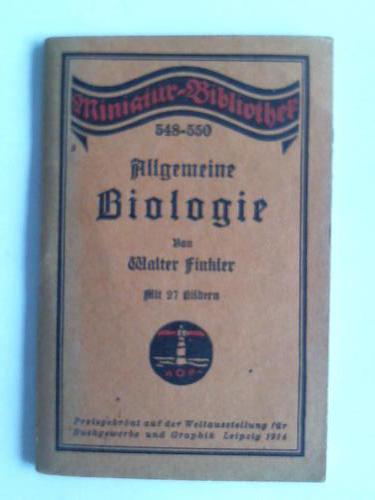 Miniatur-Bibliothek
548-550
Allgemeine
Biologie
Von
Walter Finkler
Mit 97 Bildern
Preisgekrönt auf der Weltausstellung für
Buchgewerbe und Graphik Leipzig 1914